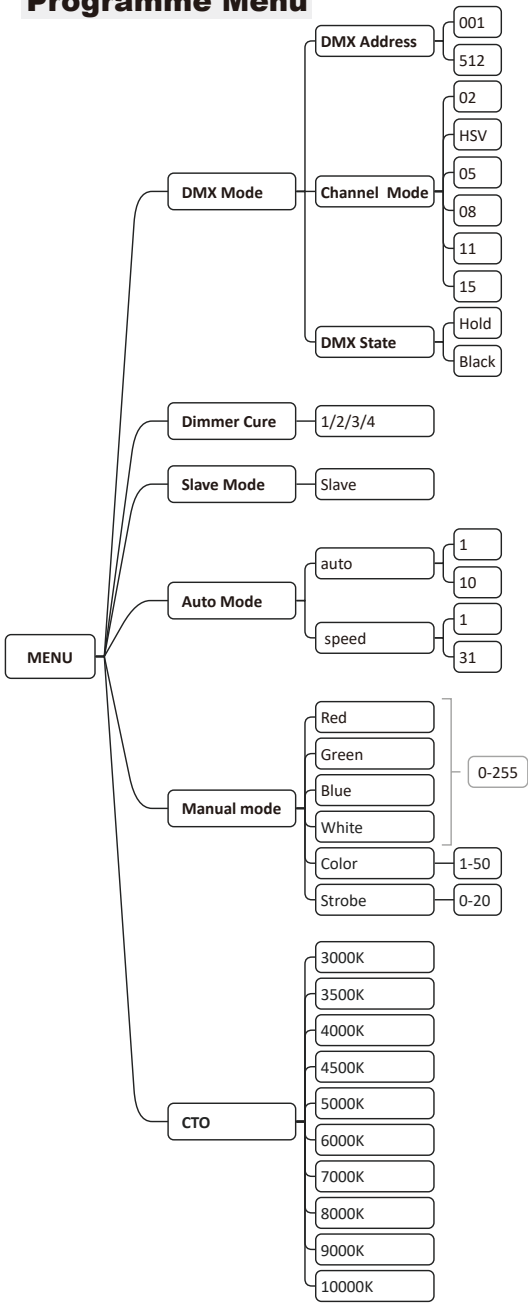 Programme Menu
MENU
DMX Mode
DMX Address
001
512
Channel Mode
02
HSV
05
08
11
15
DMX State
Hold
Black
Dimmer Cure
1/2/3/4
Slave Mode
Slave
Auto Mode
auto
1
10
speed
1
31
Manual mode
Red
Green
Blue
White
0-255
Color
1-50
Strobe
0-20
CTO
3000K
3500K
4000K
4500K
5000K
6000K
7000K
8000K
9000K
10000K